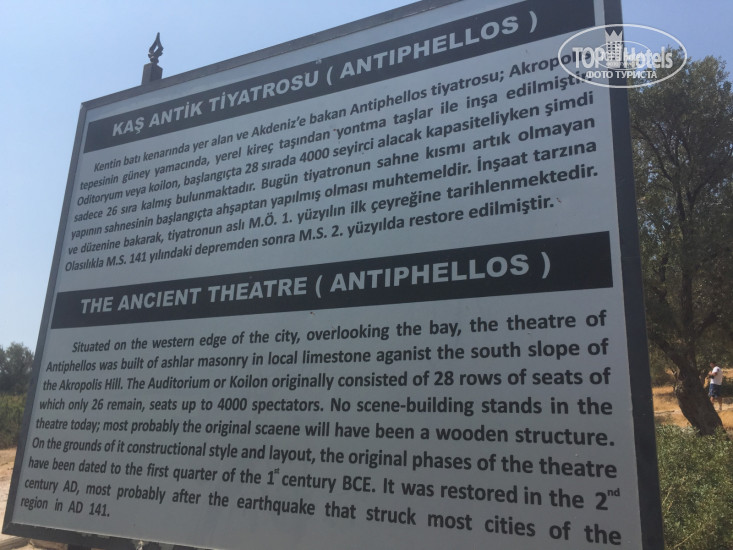 KAŞ ANTİK TİYATROSU ( ANTIPHELLOS )
Kentin batı kenarında yer alan ve Akdeniz'e bakan Antiphellos tiyatrosu; Akropol
tepesinin güney yamacında, yerel kireç taşından yontma taşlar ile inşa edilmiştir.
Oditoryum veya koilon, başlangıçta 28 sırada 4000 seyirci alacak kapasiteliyken şimdi
sadece 26 sıra kalmış bulunmaktadır. Bugün tiyatronun sahne kısmı artık olmayan
yapının sahnesinin başlangıçta ahşaptan yapılmış olması muhtemeldir. İnşaat tarzına
ve düzenine bakarak, tiyatronun aslı M.Ö. 1. yüzyılın ilk çeyreğine tarihlenmektedir.
Olasılıkla M.S. 141 yılındaki depremden sonra M.S. 2. yüzyılda restore edilmiştir.
THE ANCIENT THEATRE ( ANTIPHELLOS )
Situated on the western edge of the city, overlooking the bay, the theatre of
Antiphellos was built of ashlar masonry in local limestone aganist the south slope of
the Akropolis Hill. The Auditorium or Koilon originally consisted of 28 rows of seats of
which only 26 remain, seats up to 4000 spectators. No scene-building stands in the
theatre today; most probably the original scaene will have been a wooden structure.
On the grounds of it constructional style and layout, the original phases of the theatre
have been dated to the first quarter of the 1st century BCE. It was restored in the 2nd
century AD, most probably after the earthquake that struck most cities of the
region in AD 141.
TOP Hotels
ФОТО ТУРИСТА